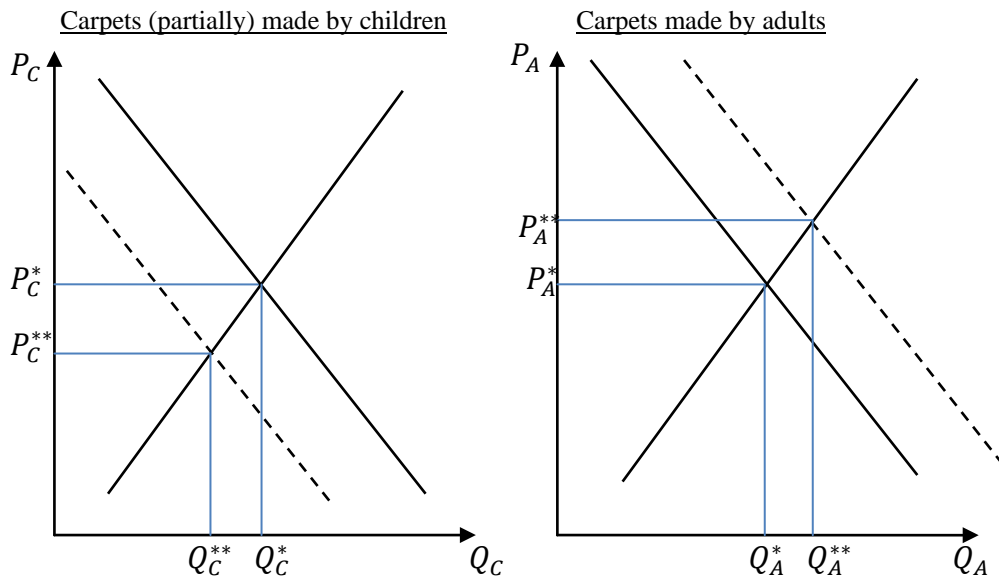 Carpets (partially) made by children
P_C
P_C^*
P_C^{**}
Q_C^{**}
Q_C^*
Q_C
Carpets made by adults
P_A
P_A^{**}
P_A^*
Q_A^*
Q_A^{**}
Q_A